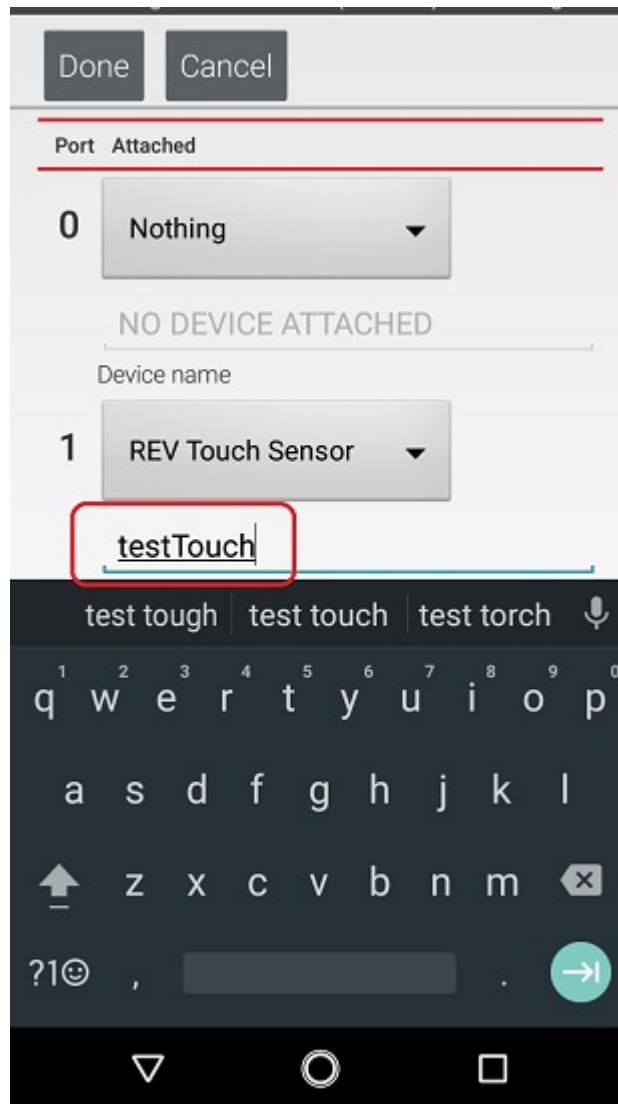 Done Cancel
Port Attached
0 Nothing
NO DEVICE ATTACHED
Device name
1 REV Touch Sensor
testTouch
test tough test touch test torch
1 2 3 4 5 6 7 8 9 0
q w e r t y u i o p
a s d f g h j k l
z x c v b n m
?1☺ , .